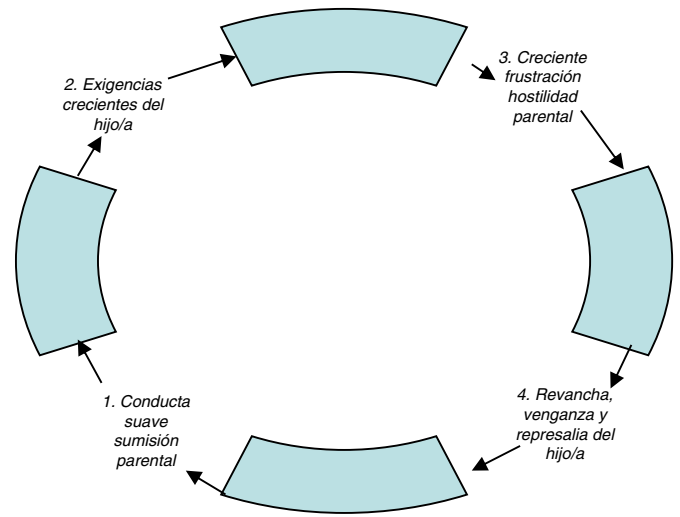 1. Conducta
suave
sumisión
parental
2. Exigencias
crecientes del
hijo/a
3. Creciente
frustración
hostilidad
parental
4. Revancha,
venganza y
represalia del
hijo/a